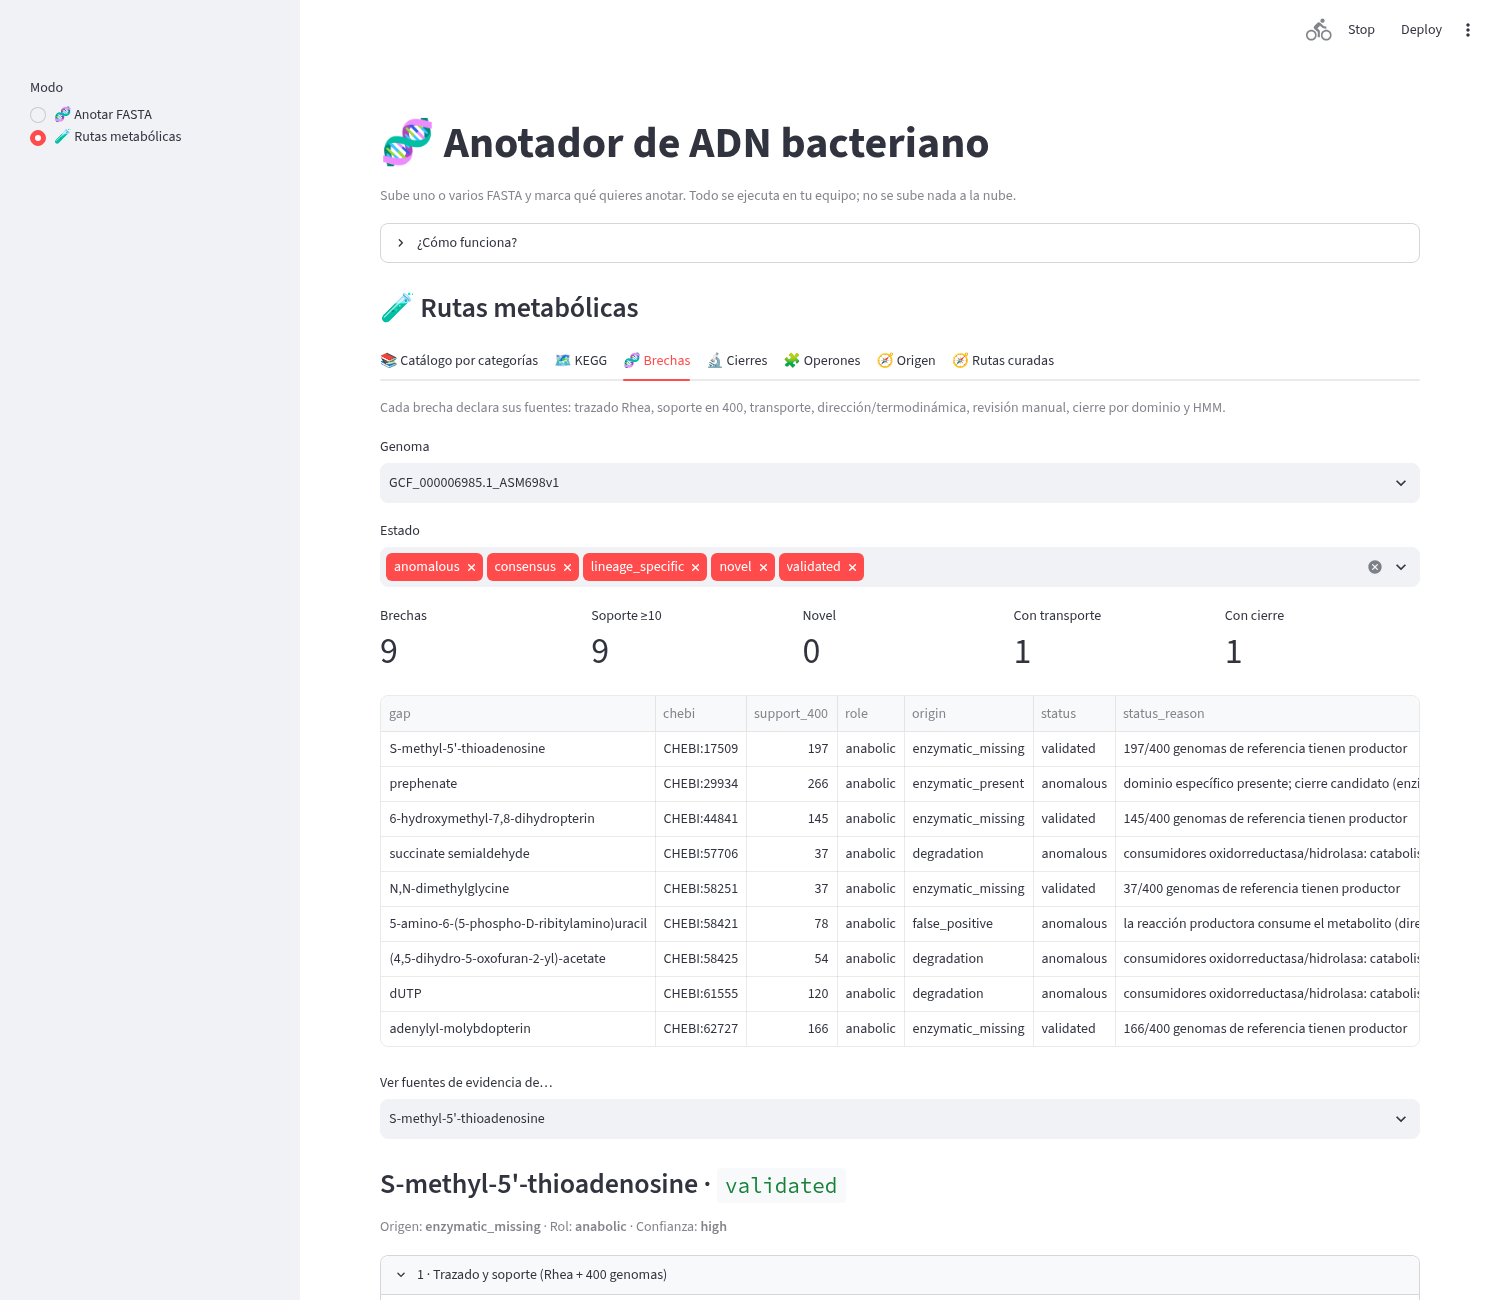 Stop Deploy
Modo
Anotar FASTA
Rutas metabólicas
Anotador de ADN bacteriano
Sube uno o varios FASTA y marca qué quieres anotar. Todo se ejecuta en tu equipo; no se sube nada a la nube.
¿Cómo funciona?
Rutas metabólicas
Catálogo por categorías KEGG Brechas Cierres Operones Origen Rutas curadas
Cada brecha declara sus fuentes: trazado Rhea, soporte en 400, transporte, dirección/termodinámica, revisión manual, cierre por dominio y HMM.
Genoma
GCF_000006985.1_ASM698v1
Estado
anomalous consensus lineage_specific novel validated
Brechas Soporte ≥10 Novel Con transporte Con cierre
9 9 0 1 1
gap chebi support_400 role origin status status_reason
S-methyl-5'-thioadenosine CHEBI:17509 197 anabolic enzymatic_missing validated 197/400 genomas de referencia tienen productor
prephenate CHEBI:29934 266 anabolic enzymatic_present anomalous dominio específico presente; cierre candidato (enzi
6-hydroxymethyl-7,8-dihydropterin CHEBI:44841 145 anabolic enzymatic_missing validated 145/400 genomas de referencia tienen productor
succinate semialdehyde CHEBI:57706 37 anabolic degradation anomalous consumidores oxidorreductasa/hidrolasa: catabolis
N,N-dimethylglycine CHEBI:58251 37 anabolic enzymatic_missing validated 37/400 genomas de referencia tienen productor
5-amino-6-(5-phospho-D-ribitylamino)uracil CHEBI:58421 78 anabolic false_positive anomalous la reacción productora consume el metabolito (dire
(4,5-dihydro-5-oxofuran-2-yl)-acetate CHEBI:58425 54 anabolic degradation anomalous consumidores oxidorreductasa/hidrolasa: catabolis
dUTP CHEBI:61555 120 anabolic degradation anomalous consumidores oxidorreductasa/hidrolasa: catabolis
adenylyl-molybdopterin CHEBI:62727 166 anabolic enzymatic_missing validated 166/400 genomas de referencia tienen productor
Ver fuentes de evidencia de…
S-methyl-5'-thioadenosine
S-methyl-5'-thioadenosine · validated
Origen: enzymatic_missing · Rol: anabolic · Confianza: high
1 · Trazado y soporte (Rhea + 400 genomas)